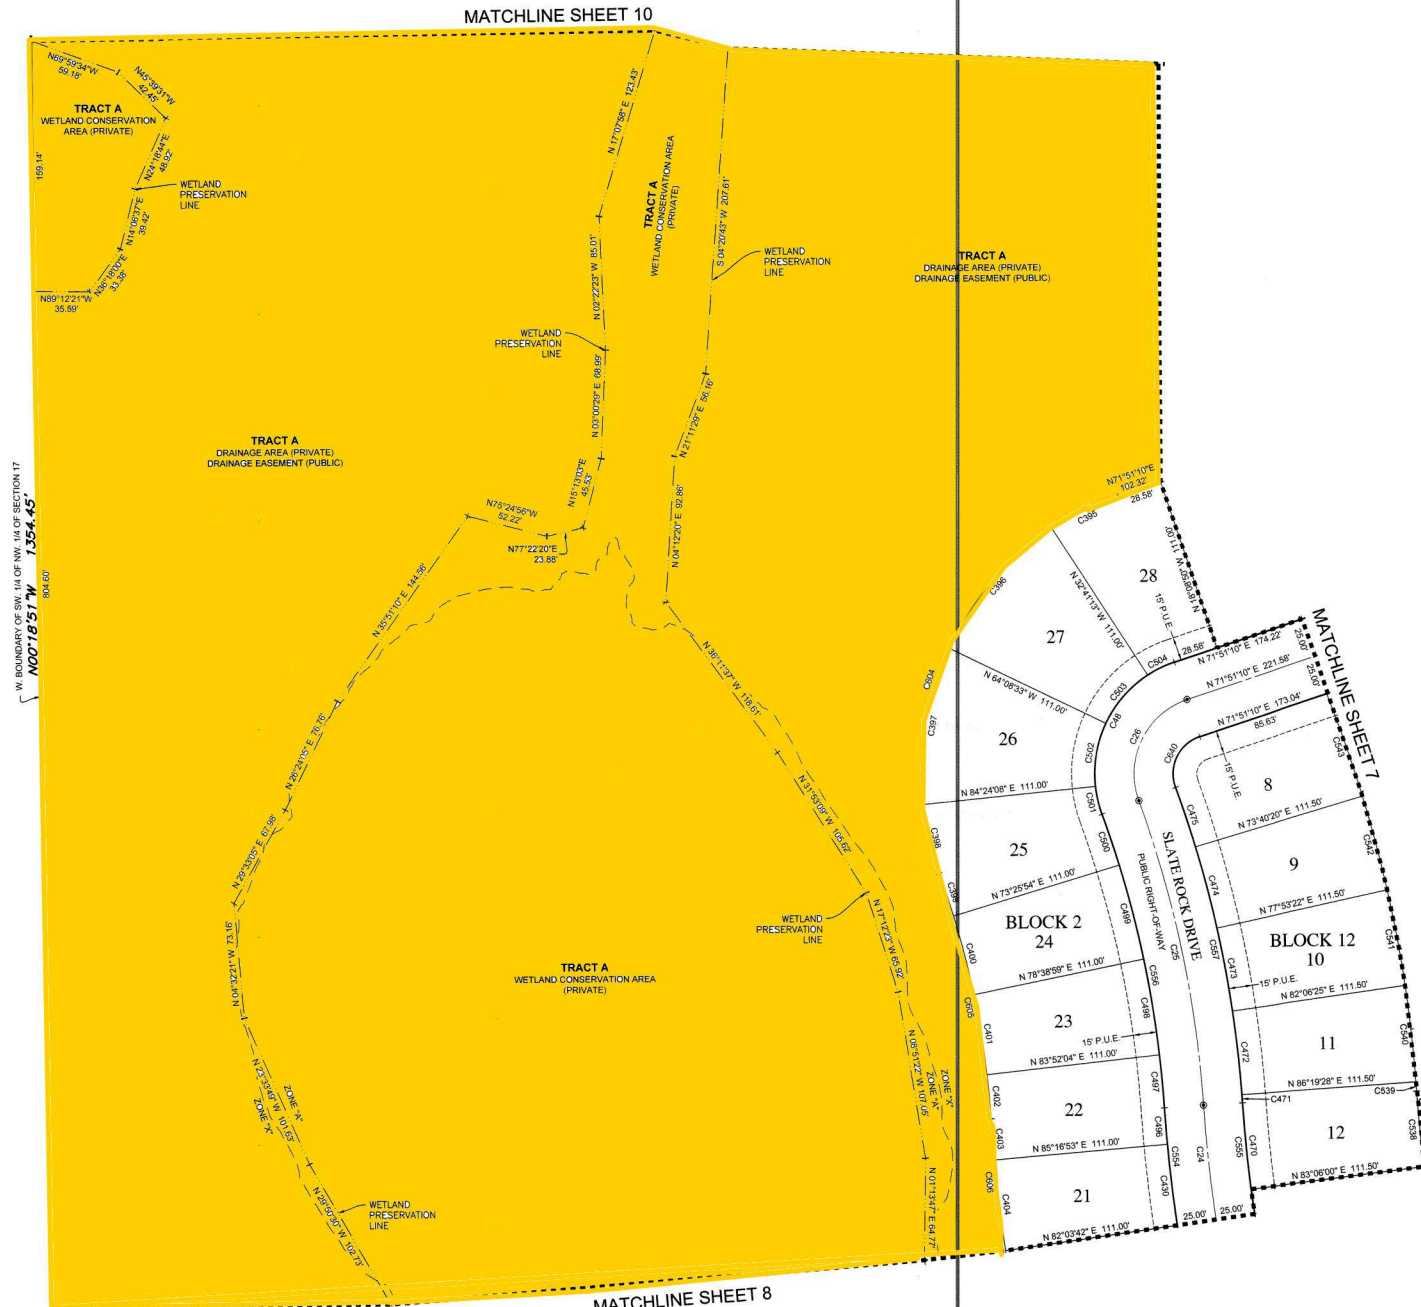 MATCHLINE SHEET 10
N69°59'34"W
59.18'
N45°39'31"W
42.45'
TRACT A
WETLAND CONSERVATION
AREA (PRIVATE)
159.14'
N24°18'44"E
48.92'
WETLAND
PRESERVATION
LINE
N14°06'37"E
39.42'
N36°18'00"E
33.38'
N89°12'21"W
35.59'
N 17°07'58" E 123.43'
TRACT A
WETLAND CONSERVATION AREA
(PRIVATE)
S 04°20'43" W 207.61'
WETLAND
PRESERVATION
LINE
TRACT A
DRAINAGE AREA (PRIVATE)
DRAINAGE EASEMENT (PUBLIC)
N 02°22'23" W 85.01'
WETLAND
PRESERVATION
LINE
N 03°00'29" E 68.99'
N 21°11'29" E 56.16'
TRACT A
DRAINAGE AREA (PRIVATE)
DRAINAGE EASEMENT (PUBLIC)
N15°13'03"E
45.53'
N75°24'56"W
52.22'
N77°22'20"E
23.88'
N 04°12'20" E 92.86'
W. BOUNDARY OF SW. 1/4 OF NW. 1/4 OF SECTION 17
N00°18'51"W 1354.45'
804.60'
N 35°51'10" E 144.56'
N 26°24'05" E 76.76'
N 29°33'05" E 67.98'
N 04°32'21" W 73.16'
N 23°33'49" W 101.63'
ZONE "A"
ZONE "X"
N 29°50'30" W 102.73'
WETLAND
PRESERVATION
LINE
N 36°11'37" W 118.61'
N 31°53'09" W 105.62'
WETLAND
PRESERVATION
LINE
N 17°12'23" W 65.92'
TRACT A
WETLAND CONSERVATION AREA
(PRIVATE)
N 08°51'22" W 107.05'
ZONE "A"
ZONE "X"
N 01°13'47" E 64.77'
N71°51'10"E
102.32'
28.58'
C395
C396
C604
C397
C398
C399
C400
C605
C401
C402
C403
C606
C404
28
N 18°08'50" W 111.00'
15' P.U.E.
N 32°41'13" W 111.00'
27
C504
28.58'
N 71°51'10" E 174.22'
25.00'
25.00'
MATCHLINE SHEET 7
N 64°08'33" W 111.00'
C503
C48
C26
N 71°51'10" E 221.58'
N 71°51'10" E 173.04'
85.63'
C543
26
C502
C640
15' P.U.E.
8
N 84°24'08" E 111.00'
C501
C475
N 73°40'20" E 111.50'
25
C500
SLATE ROCK DRIVE
PUBLIC RIGHT-OF-WAY
C542
9
N 73°25'54" E 111.00'
C474
N 77°53'22" E 111.50'
BLOCK 2
24
C499
C25
C557
BLOCK 12
10
C541
N 78°38'59" E 111.00'
C556
C473
15' P.U.E.
N 82°06'25" E 111.50'
23
C498
15' P.U.E.
11
C540
N 83°52'04" E 111.00'
C472
N 86°19'28" E 111.50'
C539
22
C497
C471
C496
12
C538
N 85°16'53" E 111.00'
C554
C24
C555
C470
N 83°06'00" E 111.50'
21
C430
N 82°03'42" E 111.00'
25.00'
25.00'
MATCHLINE SHEET 8